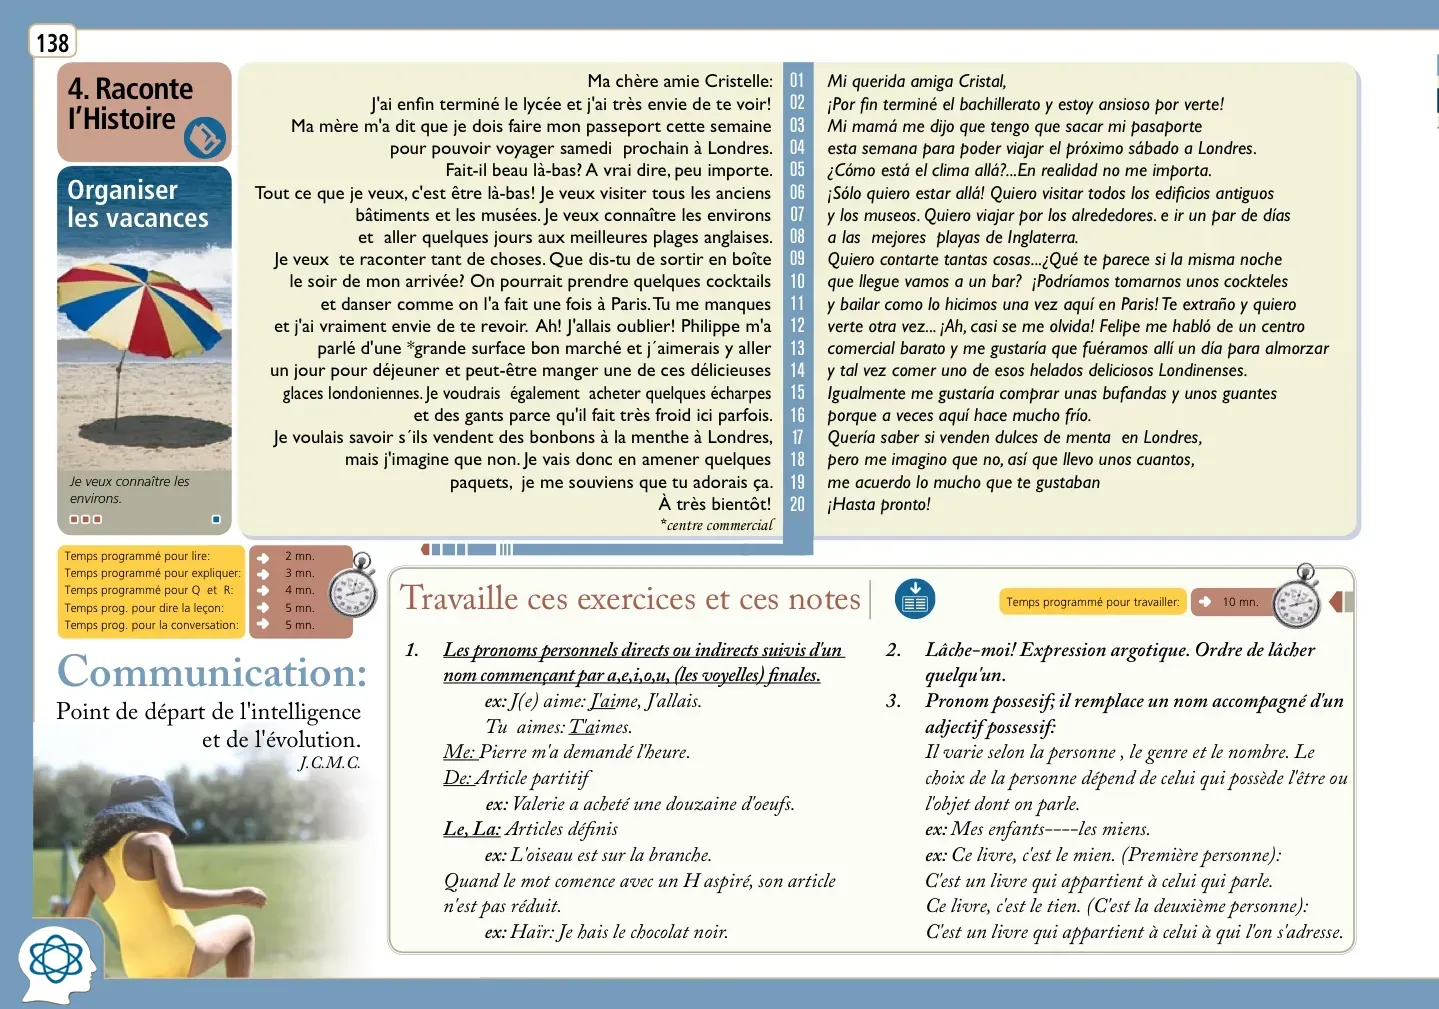 138
4. Raconte
l'Histoire
Organiser
les vacances
Je veux connaître les
environs.
Ma chère amie Cristelle:
J'ai enfin terminé le lycée et j'ai très envie de te voir!
Ma mère m'a dit que je dois faire mon passeport cette semaine
pour pouvoir voyager samedi prochain à Londres.
Fait-il beau là-bas? A vrai dire, peu importe.
Tout ce que je veux, c'est être là-bas! Je veux visiter tous les anciens
bâtiments et les musées. Je veux connaître les environs
et aller quelques jours aux meilleures plages anglaises.
Je veux te raconter tant de choses. Que dis-tu de sortir en boîte
le soir de mon arrivée? On pourrait prendre quelques cocktails
et danser comme on l'a fait une fois à Paris. Tu me manques
et j'ai vraiment envie de te revoir. Ah! J'allais oublier! Philippe m'a
parlé d'une *grande surface bon marché et j´aimerais y aller
un jour pour déjeuner et peut-être manger une de ces délicieuses
glaces londoniennes. Je voudrais également acheter quelques écharpes
et des gants parce qu'il fait très froid ici parfois.
Je voulais savoir s´ils vendent des bonbons à la menthe à Londres,
mais j'imagine que non. Je vais donc en amener quelques
paquets, je me souviens que tu adorais ça.
À très bientôt!
*centre commercial
01
02
03
04
05
06
07
08
09
10
11
12
13
14
15
16
17
18
19
20
Mi querida amiga Cristal,
¡Por fin terminé el bachillerato y estoy ansioso por verte!
Mi mamá me dijo que tengo que sacar mi pasaporte
esta semana para poder viajar el próximo sábado a Londres.
¿Cómo está el clima allá?...En realidad no me importa.
¡Sólo quiero estar allá! Quiero visitar todos los edificios antiguos
y los museos. Quiero viajar por los alrededores. e ir un par de días
a las mejores playas de Inglaterra.
Quiero contarte tantas cosas...¿Qué te parece si la misma noche
que llegue vamos a un bar? ¡Podríamos tomarnos unos cockteles
y bailar como lo hicimos una vez aquí en Paris! Te extraño y quiero
verte otra vez... ¡Ah, casi se me olvida! Felipe me habló de un centro
comercial barato y me gustaría que fuéramos allí un día para almorzar
y tal vez comer uno de esos helados deliciosos Londinenses.
Igualmente me gustaría comprar unas bufandas y unos guantes
porque a veces aquí hace mucho frío.
Quería saber si venden dulces de menta en Londres,
pero me imagino que no, así que llevo unos cuantos,
me acuerdo lo mucho que te gustaban
¡Hasta pronto!
Temps programmé pour lire: 2 mn.
Temps programmé pour expliquer: 3 mn.
Temps programmé pour Q et R: 4 mn.
Temps prog. pour dire la leçon: 5 mn.
Temps prog. pour la conversation: 5 mn.
Communication:
Point de départ de l'intelligence
et de l'évolution.
J.C.M.C.
Travaille ces exercices et ces notes
Temps programmé pour travailler: 10 mn.
1. Les pronoms personnels directs ou indirects suivis d'un
nom commençant par a,e,i,o,u, (les voyelles) finales.
ex: J(e) aime: J'aime, J'allais.
Tu aimes: T'aimes.
Me: Pierre m'a demandé l'heure.
De: Article partitif
ex: Valerie a acheté une douzaine d'oeufs.
Le, La: Articles définis
ex: L'oiseau est sur la branche.
Quand le mot comence avec un H aspiré, son article
n'est pas réduit.
ex: Haïr: Je hais le chocolat noir.
2. Lâche-moi! Expression argotique. Ordre de lâcher
quelqu'un.
3. Pronom possesif; il remplace un nom accompagné d'un
adjectif possessif:
Il varie selon la personne , le genre et le nombre. Le
choix de la personne dépend de celui qui possède l'être ou
l'objet dont on parle.
ex: Mes enfants----les miens.
ex: Ce livre, c'est le mien. (Première personne):
C'est un livre qui appartient à celui qui parle.
Ce livre, c'est le tien. (C'est la deuxième personne):
C'est un livre qui appartient à celui à qui l'on s'adresse.